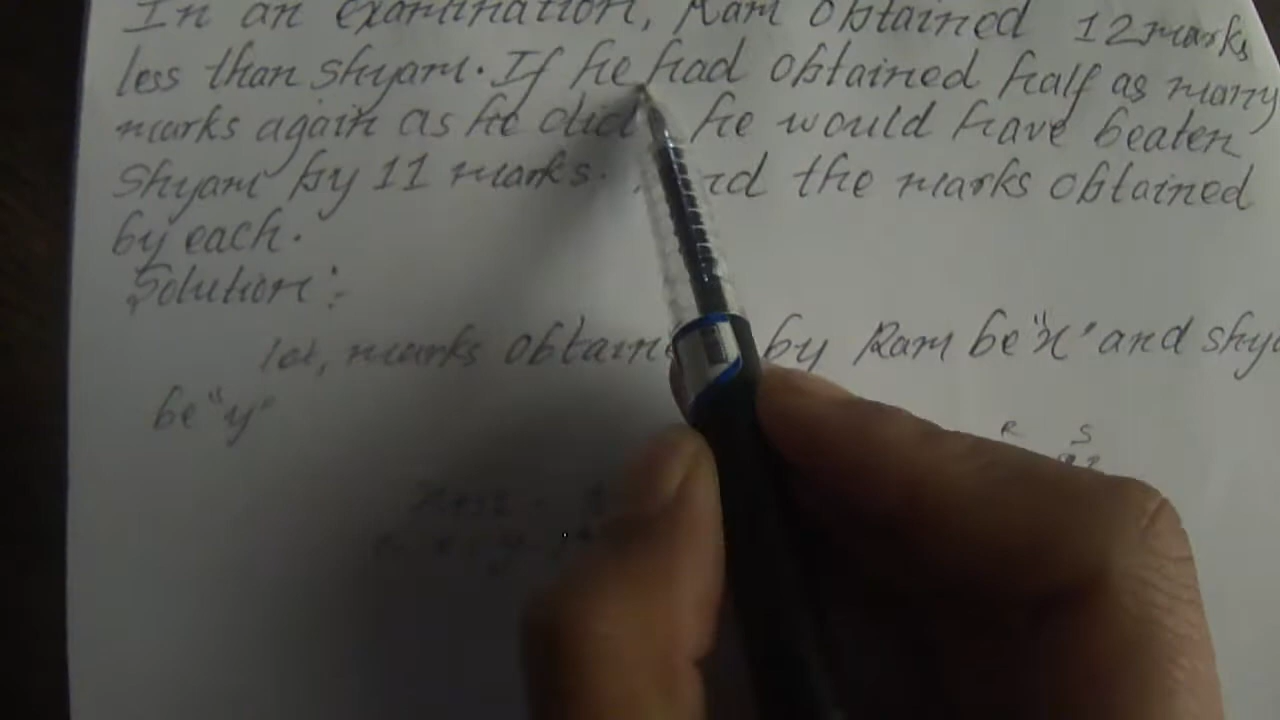 In an examination, Ram obtained 12 marks
less than Shyam. If he had obtained half as many
marks again as he did he would have beaten
Shyam by 11 marks. the marks obtained
by each.
Solution:
let, marks obtained by Ram be "x" and shy
be "y"
R S